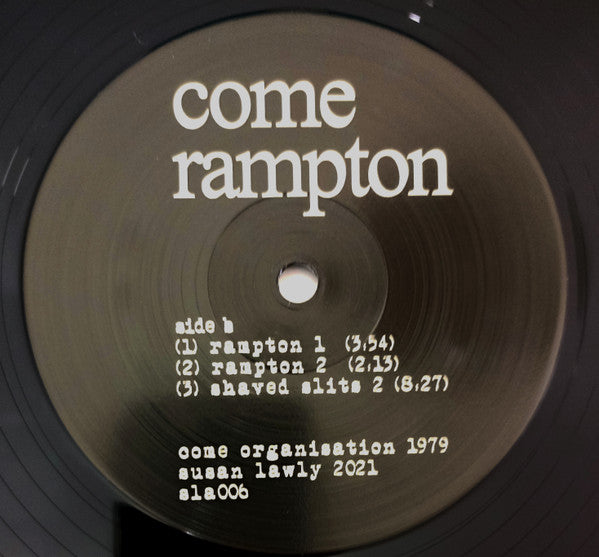 come
rampton
side b
(1) rampton 1 (3.54)
(2) rampton 2 (2.13)
(3) shaved slits 2 (8.27)
come organisation 1979
susan lawly 2021
sla006